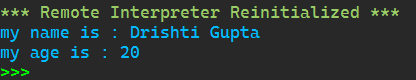 *** Remote Interpreter Reinitialized ***
my name is : Drishti Gupta
my age is : 20
>>>